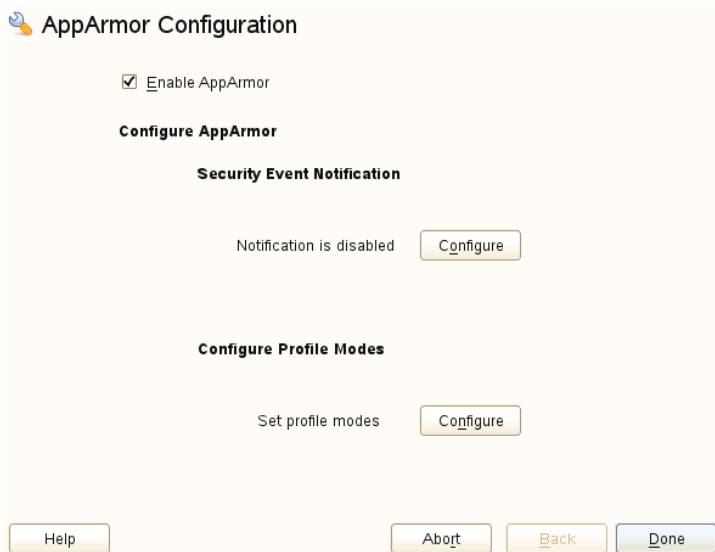 AppArmor Configuration
Enable AppArmor
Configure AppArmor
Security Event Notification
Notification is disabled Configure
Configure Profile Modes
Set profile modes Configure
Help Abort Back Done